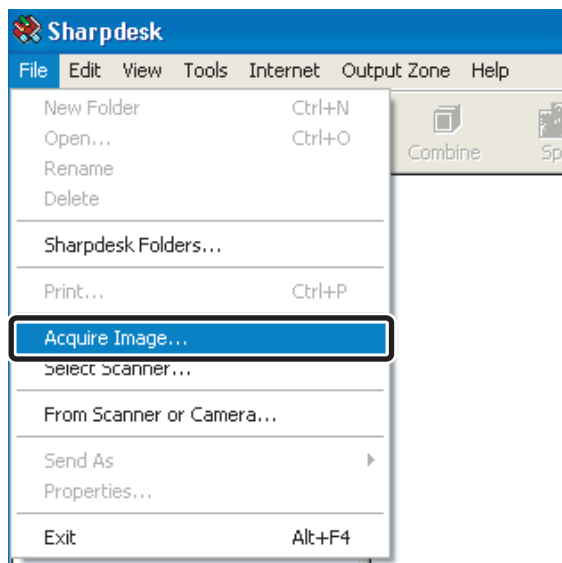 Sharpdesk
File Edit View Tools Internet Output Zone Help
New Folder Ctrl+N
Open... Ctrl+O
Combine
Rename
Delete
Sharpdesk Folders...
Print... Ctrl+P
Acquire Image...
Select Scanner...
From Scanner or Camera...
Send As
Properties...
Exit Alt+F4